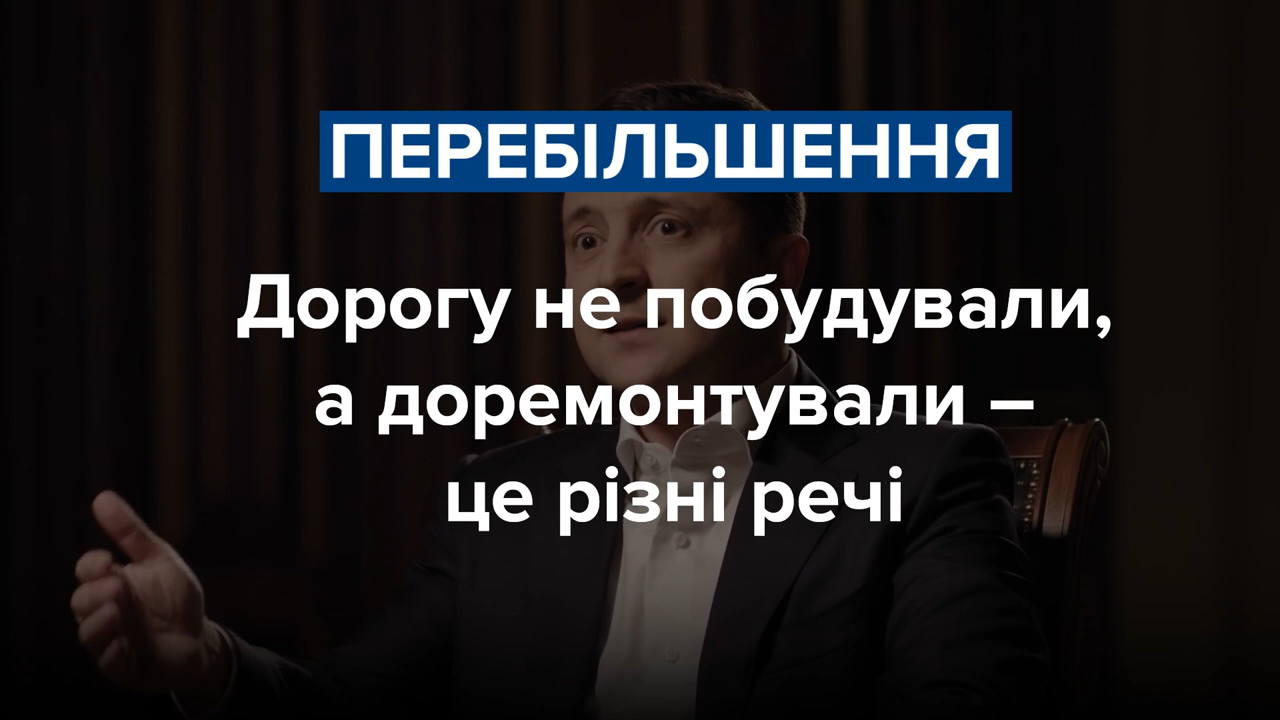 ПЕРЕБІЛЬШЕННЯ
Дорогу не побудували,
а доремонтували –
це різні речі